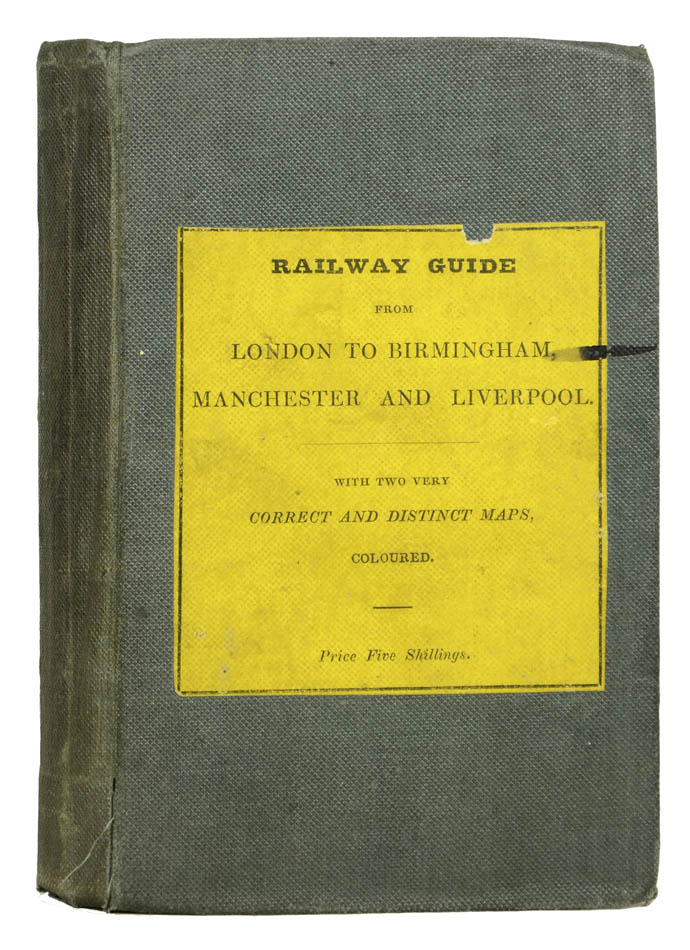 RAILWAY GUIDE
FROM
LONDON TO BIRMINGHAM,
MANCHESTER AND LIVERPOOL.
WITH TWO VERY
CORRECT AND DISTINCT MAPS,
COLOURED.
Price Five Shillings.